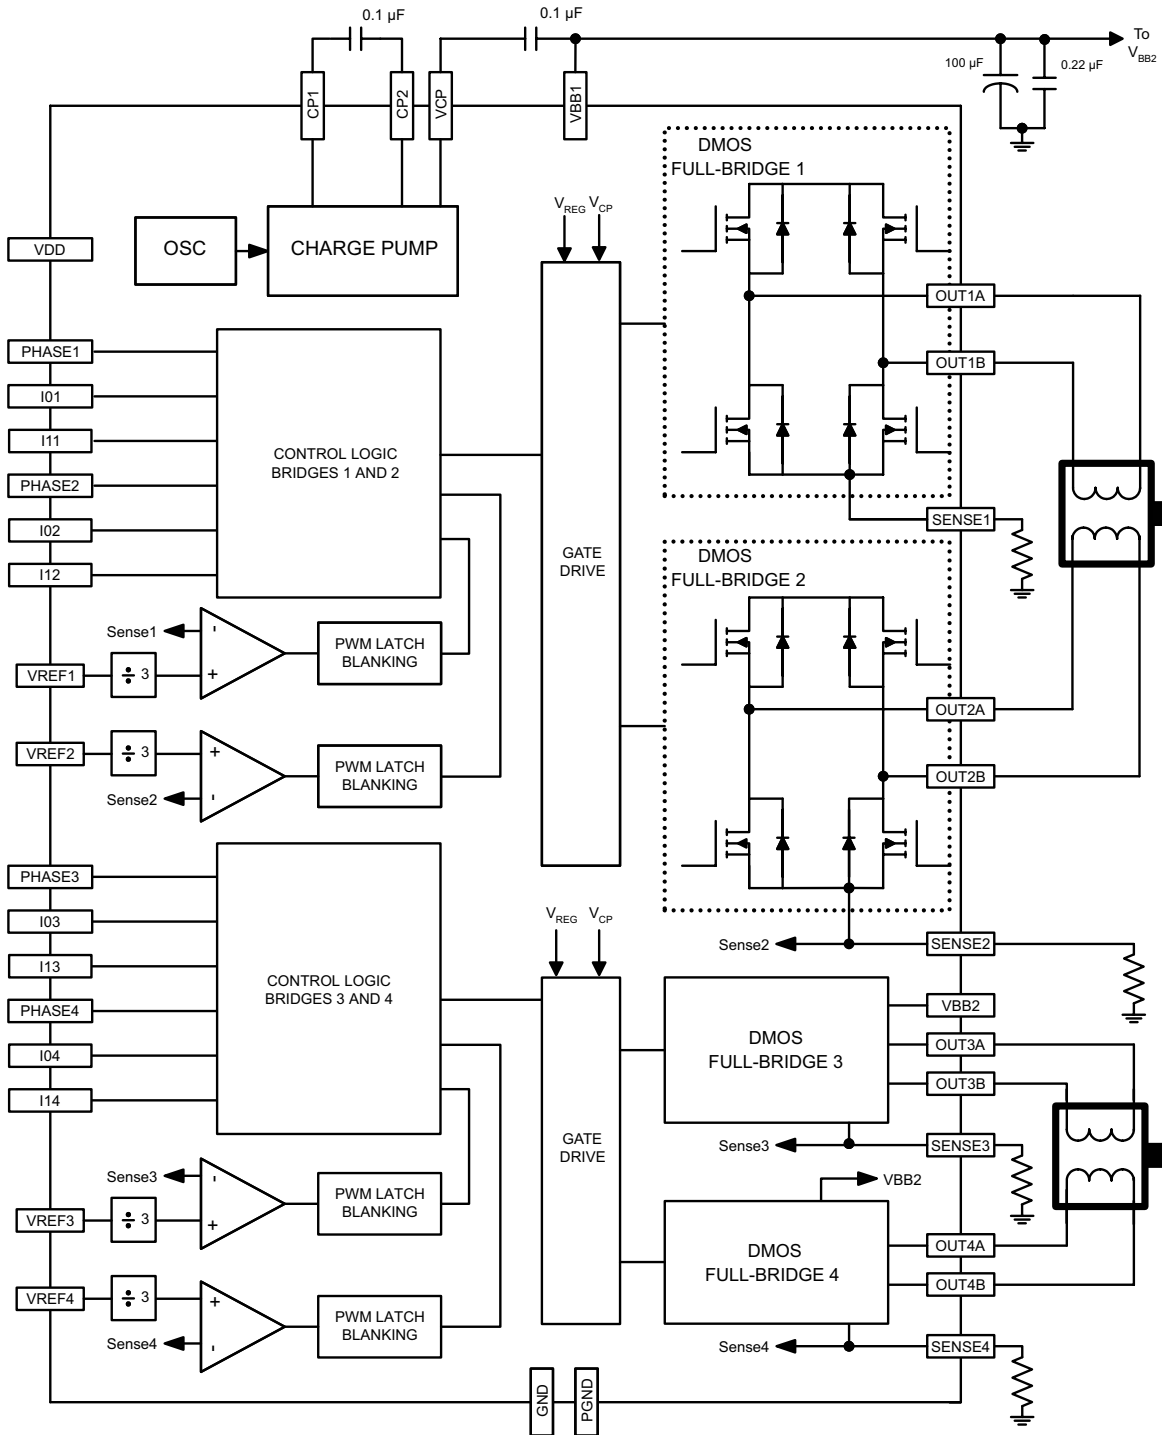 0.1 µF
0.1 µF
To
VBB2
100 µF
0.22 µF
CP1
CP2
VCP
VBB1
DMOS
FULL-BRIDGE 1
VREG VCP
OSC
CHARGE PUMP
VDD
OUT1A
PHASE1
OUT1B
I01
I11
CONTROL LOGIC
BRIDGES 1 AND 2
PHASE2
I02
SENSE1
I12
GATE
DRIVE
DMOS
FULL-BRIDGE 2
Sense1
-
PWM LATCH
BLANKING
VREF1
÷ 3
+
OUT2A
VREF2
÷ 3
+
PWM LATCH
BLANKING
OUT2B
Sense2
-
PHASE3
I03
VREG VCP
Sense2
SENSE2
I13
CONTROL LOGIC
BRIDGES 3 AND 4
VBB2
PHASE4
DMOS
FULL-BRIDGE 3
OUT3A
I04
OUT3B
I14
GATE
DRIVE
Sense3
SENSE3
Sense3
-
PWM LATCH
BLANKING
VBB2
VREF3
÷ 3
+
DMOS
FULL-BRIDGE 4
OUT4A
OUT4B
VREF4
÷ 3
+
PWM LATCH
BLANKING
Sense4
-
Sense4
SENSE4
GND
PGND